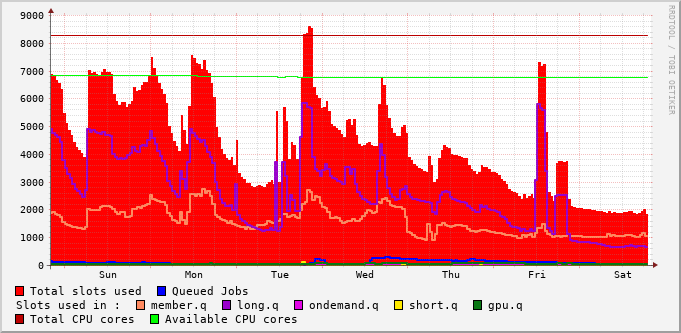 9000
8000
7000
6000
5000
4000
3000
2000
1000
0
Sun Mon Tue Wed Thu Fri Sat
Total slots used Queued Jobs
Slots used in : member.q long.q ondemand.q short.q gpu.q
Total CPU cores Available CPU cores
RRDTOOL / TOBI OETIKER